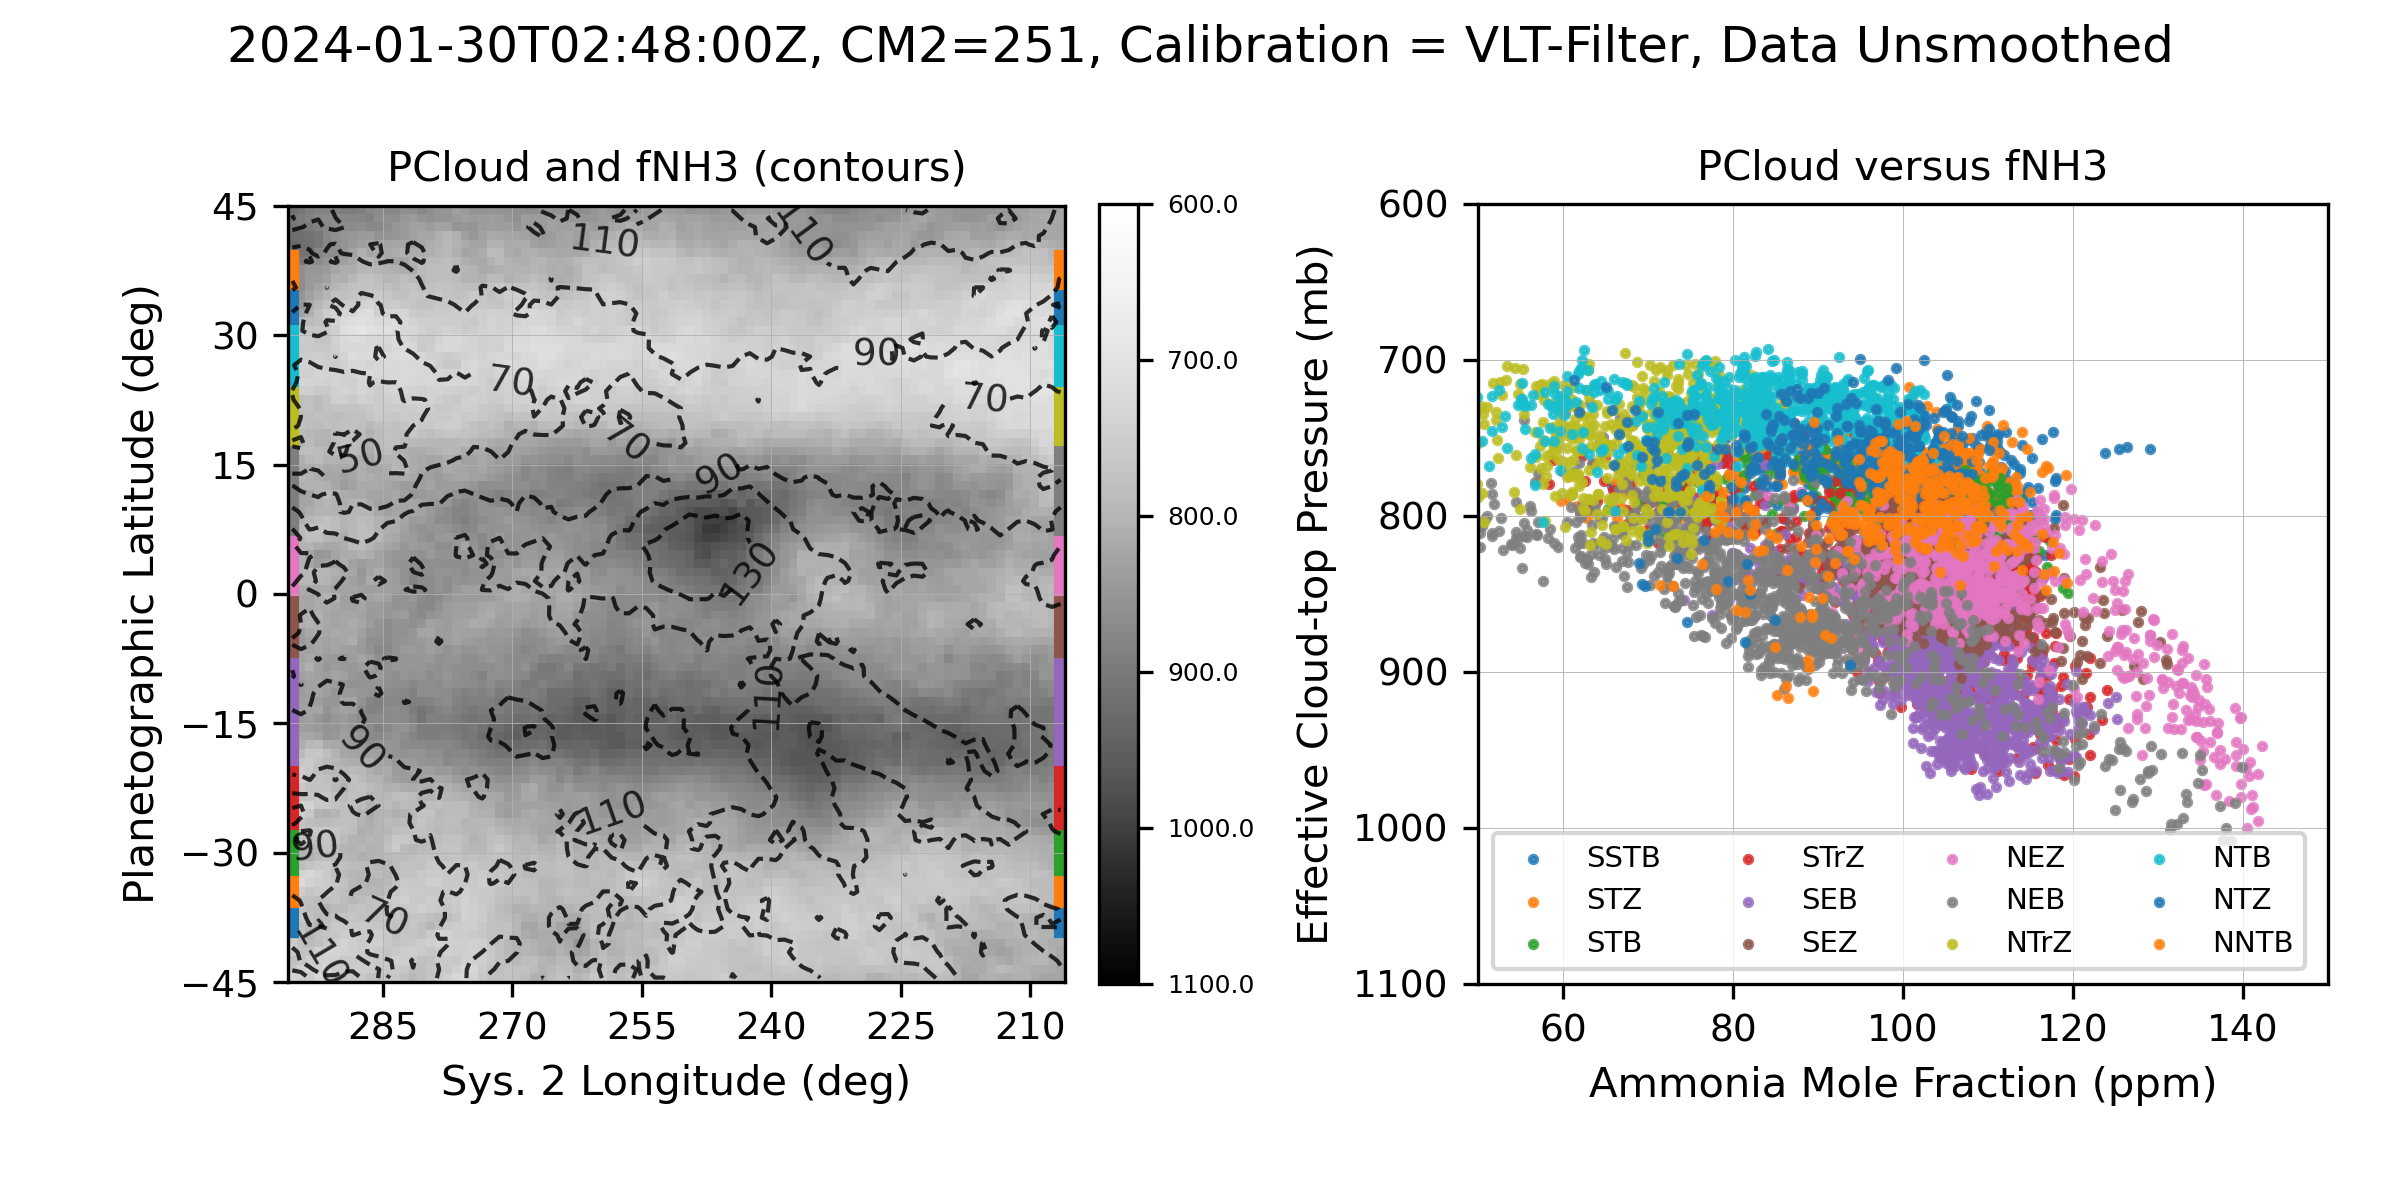 2024-01-30T02:48:00Z, CM2=251, Calibration = VLT-Filter, Data Unsmoothed
PCloud and fNH3 (contours)
Planetographic Latitude (deg)
45
30
15
0
−15
−30
−45
110
110
90
70
70
70
50
90
130
110
90
110
90
70
110
285
270
255
240
225
210
Sys. 2 Longitude (deg)
600.0
700.0
800.0
900.0
1000.0
1100.0
PCloud versus fNH3
Effective Cloud-top Pressure (mb)
600
700
800
900
1000
1100
SSTB
STZ
STB
STrZ
SEB
SEZ
NEZ
NEB
NTrZ
NTB
NTZ
NNTB
60
80
100
120
140
Ammonia Mole Fraction (ppm)